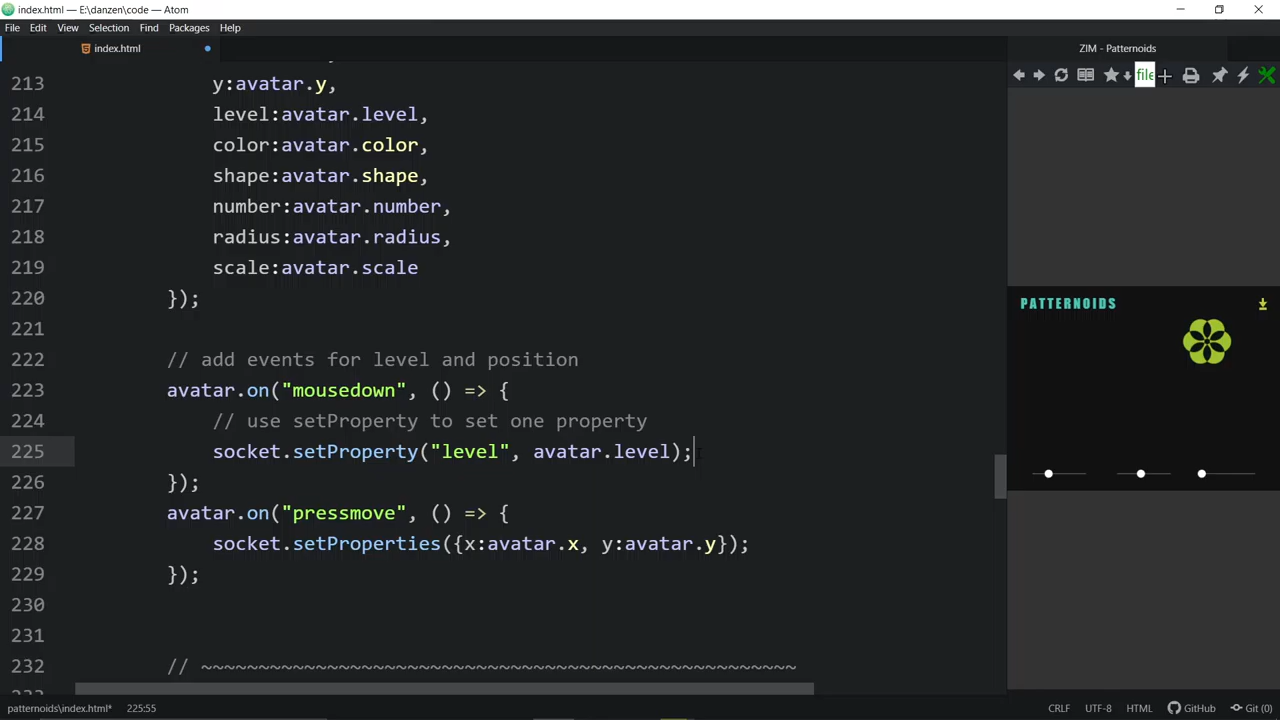 index.html — E:\danzen\code — Atom
File Edit View Selection Find Packages Help
index.html
ZIM - Patternoids
file
213 y:avatar.y,
214 level:avatar.level,
215 color:avatar.color,
216 shape:avatar.shape,
217 number:avatar.number,
218 radius:avatar.radius,
219 scale:avatar.scale
220 });
221
222 // add events for level and position
223 avatar.on("mousedown", () => {
224 // use setProperty to set one property
225 socket.setProperty("level", avatar.level);
226 });
227 avatar.on("pressmove", () => {
228 socket.setProperties({x:avatar.x, y:avatar.y});
229 });
230
231
232 // ~~~~~~~~~~~~~~~~~~~~~~~~~~~~~~~~~~~~~~~~~~~~~~~~~~~~
PATTERNOIDS
patternoids\index.html* 225:55 CRLF UTF-8 HTML GitHub Git (0)